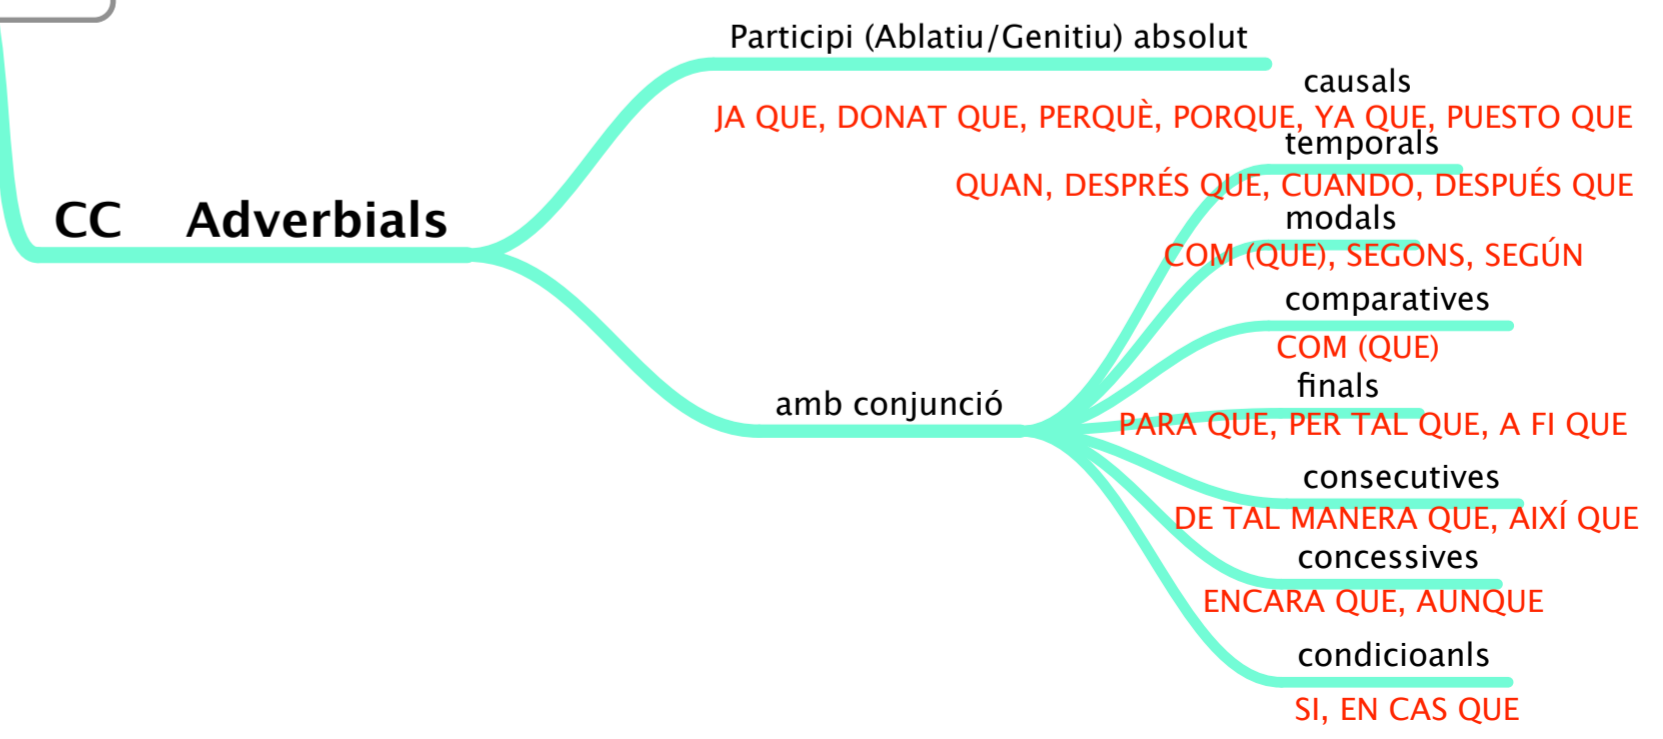 Participi (Ablatiu/Genitiu) absolut
causals
JA QUE, DONAT QUE, PERQUÈ, PORQUE, YA QUE, PUESTO QUE
temporals
QUAN, DESPRÉS QUE, CUANDO, DESPUÉS QUE
CC Adverbials
modals
COM (QUE), SEGONS, SEGÚN
comparatives
COM (QUE)
finals
amb conjunció
PARA QUE, PER TAL QUE, A FI QUE
consecutives
DE TAL MANERA QUE, AIXÍ QUE
concessives
ENCARA QUE, AUNQUE
condicioanls
SI, EN CAS QUE